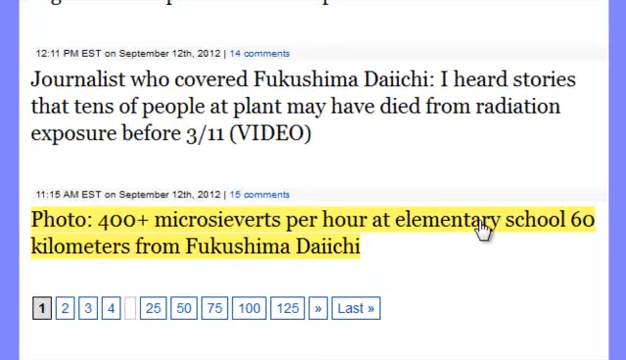 12:11 PM EST on September 12th, 2012 | 14 comments
Journalist who covered Fukushima Daiichi: I heard stories
that tens of people at plant may have died from radiation
exposure before 3/11 (VIDEO)
11:15 AM EST on September 12th, 2012 | 15 comments
Photo: 400+ microsieverts per hour at elementary school 60
kilometers from Fukushima Daiichi
1 2 3 4 25 50 75 100 125 » Last »